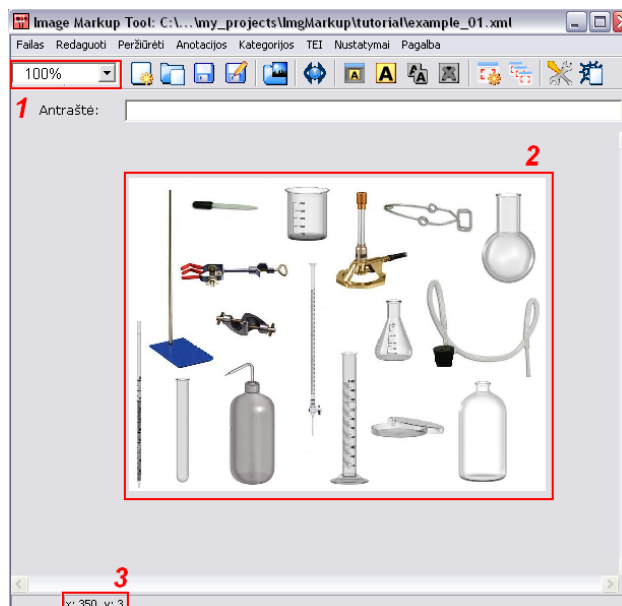 Image Markup Tool: C:\...\my_projects\ImgMarkup\tutorial\example_01.xml
Failas Redaguoti Peržiūrėti Anotacijos Kategorijos TEI Nustatymai Pagalba
100%
1 Antraštė:
2
3
x: 350, y: 3